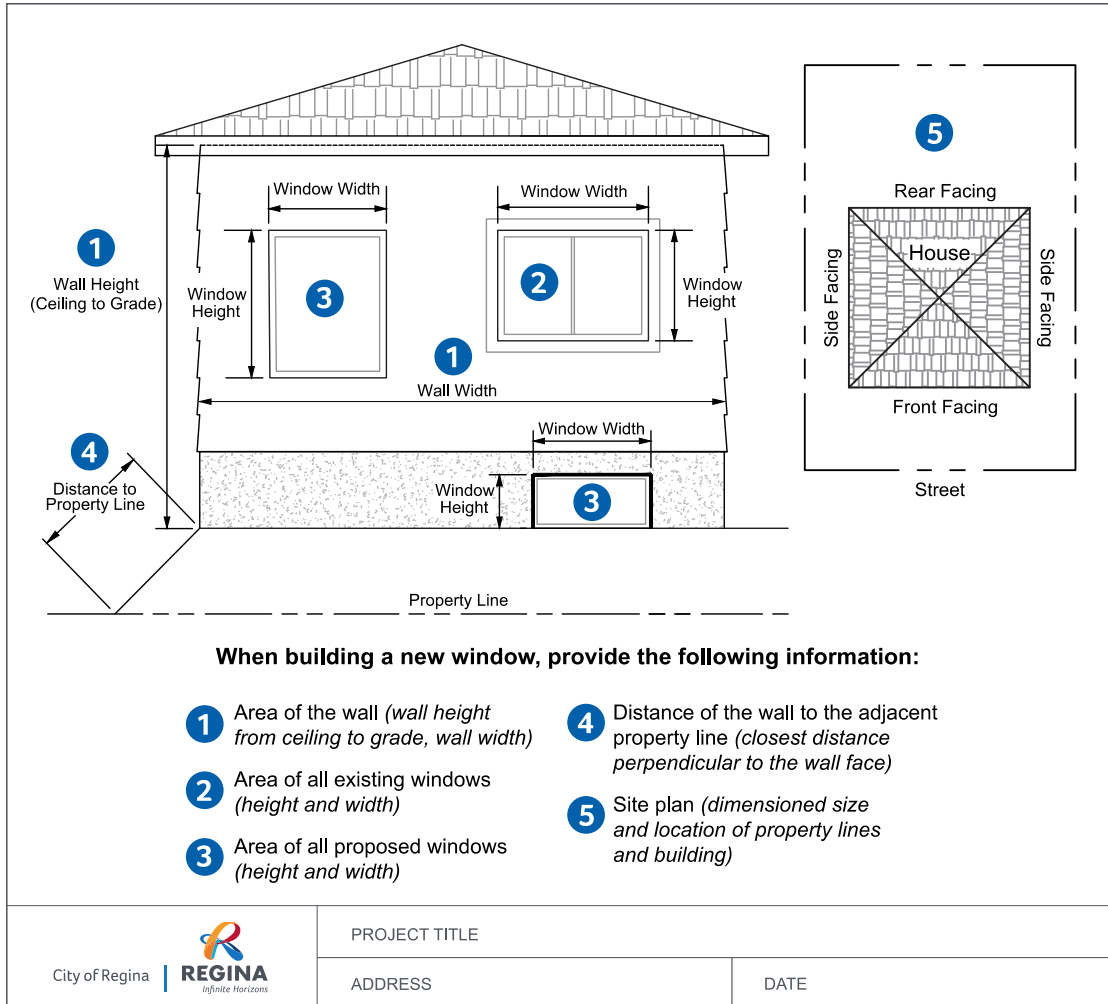 5
Rear Facing
House
Side Facing
Side Facing
Front Facing
Street
Window Width
Window Width
1
Wall Height
(Ceiling to Grade)
Window
Height
3
2
Window
Height
1
Wall Width
4
Distance to
Property Line
Window Width
Window
Height
3
Property Line
When building a new window, provide the following information:
1 Area of the wall (wall height
from ceiling to grade, wall width)
2 Area of all existing windows
(height and width)
3 Area of all proposed windows
(height and width)
4 Distance of the wall to the adjacent
property line (closest distance
perpendicular to the wall face)
5 Site plan (dimensioned size
and location of property lines
and building)
City of Regina
REGINA
Infinite Horizons
PROJECT TITLE
ADDRESS
DATE